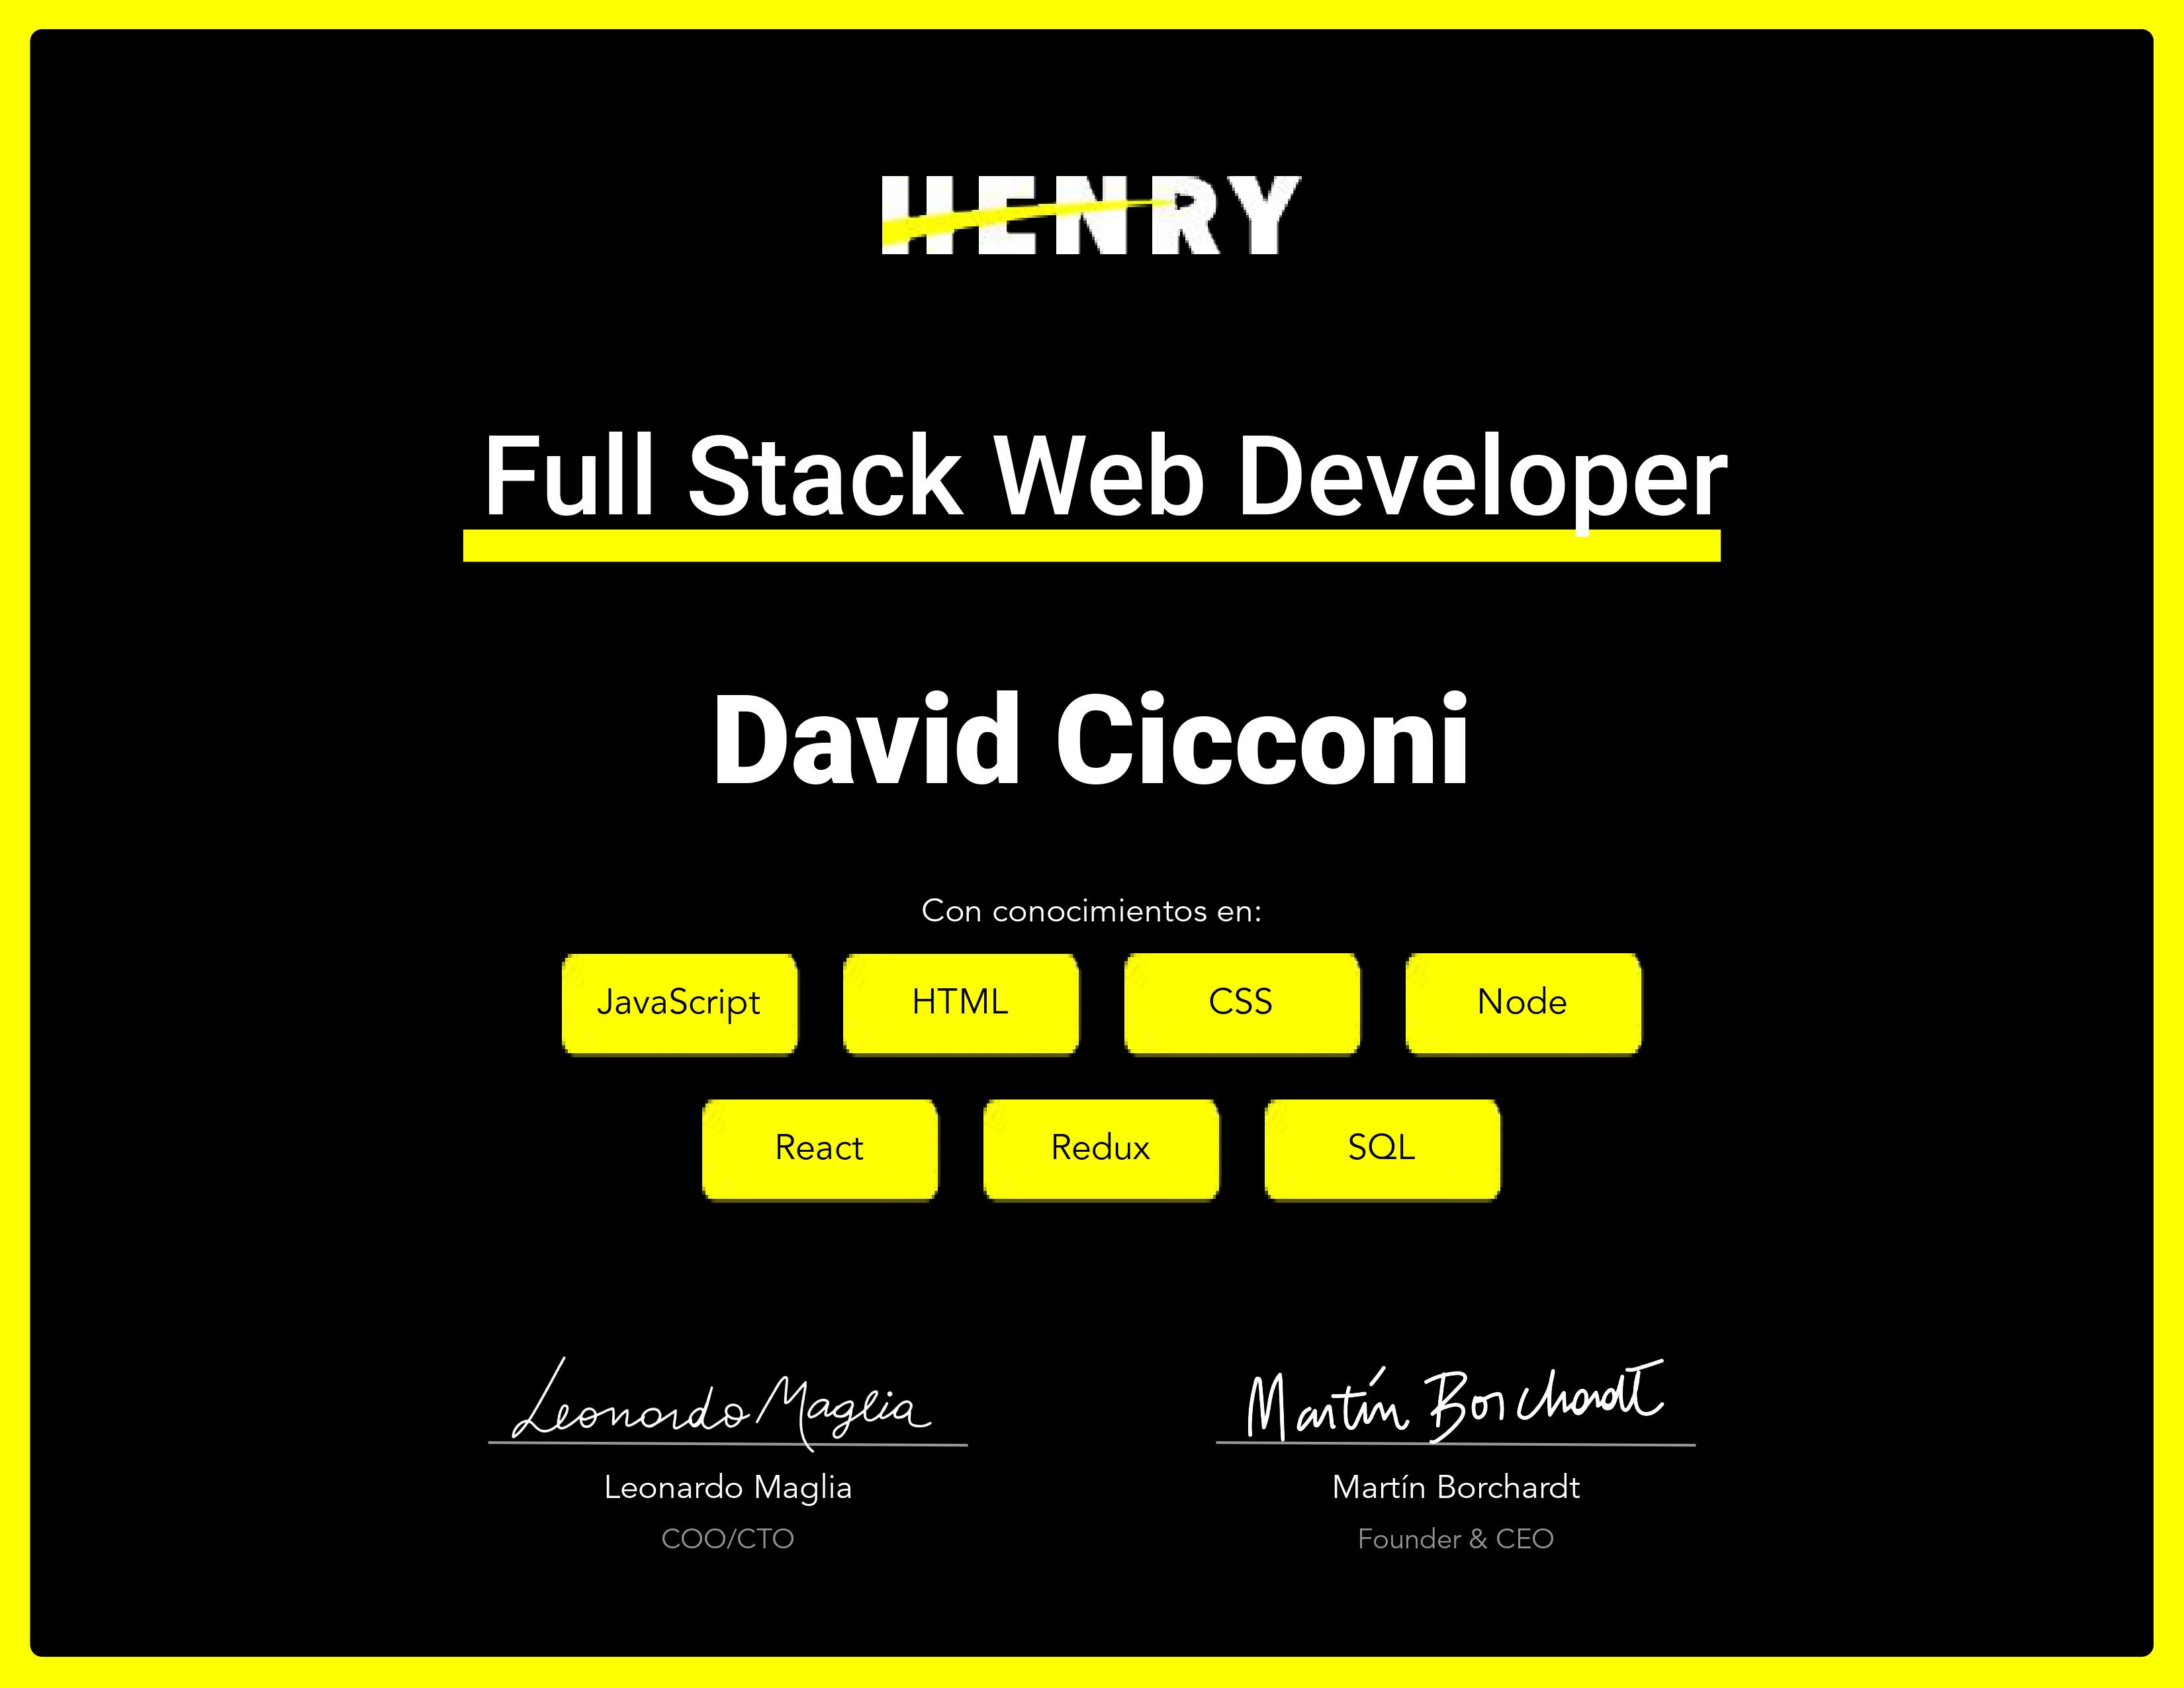 HENRY
Full Stack Web Developer
David Cicconi
Con conocimientos en:
JavaScript HTML CSS Node
React Redux SQL
Leonardo Maglia Martín Borchardt
Leonardo Maglia Martín Borchardt
COO/CTO Founder & CEO